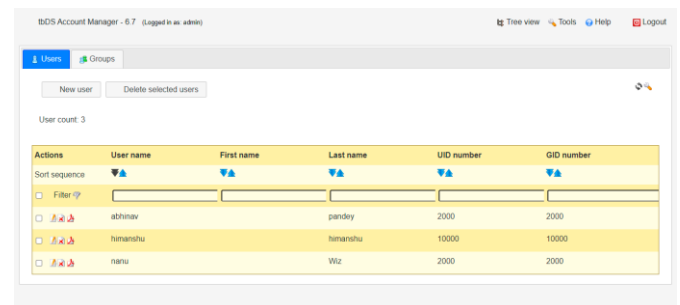 tbDS Account Manager - 6.7 (Logged in as: admin) Tree view Tools Help Logout
Users Groups
New user Delete selected users
User count: 3
Actions User name First name Last name UID number GID number
Sort sequence
Filter
abhinav pandey 2000 2000
himanshu himanshu 10000 10000
nanu Wiz 2000 2000